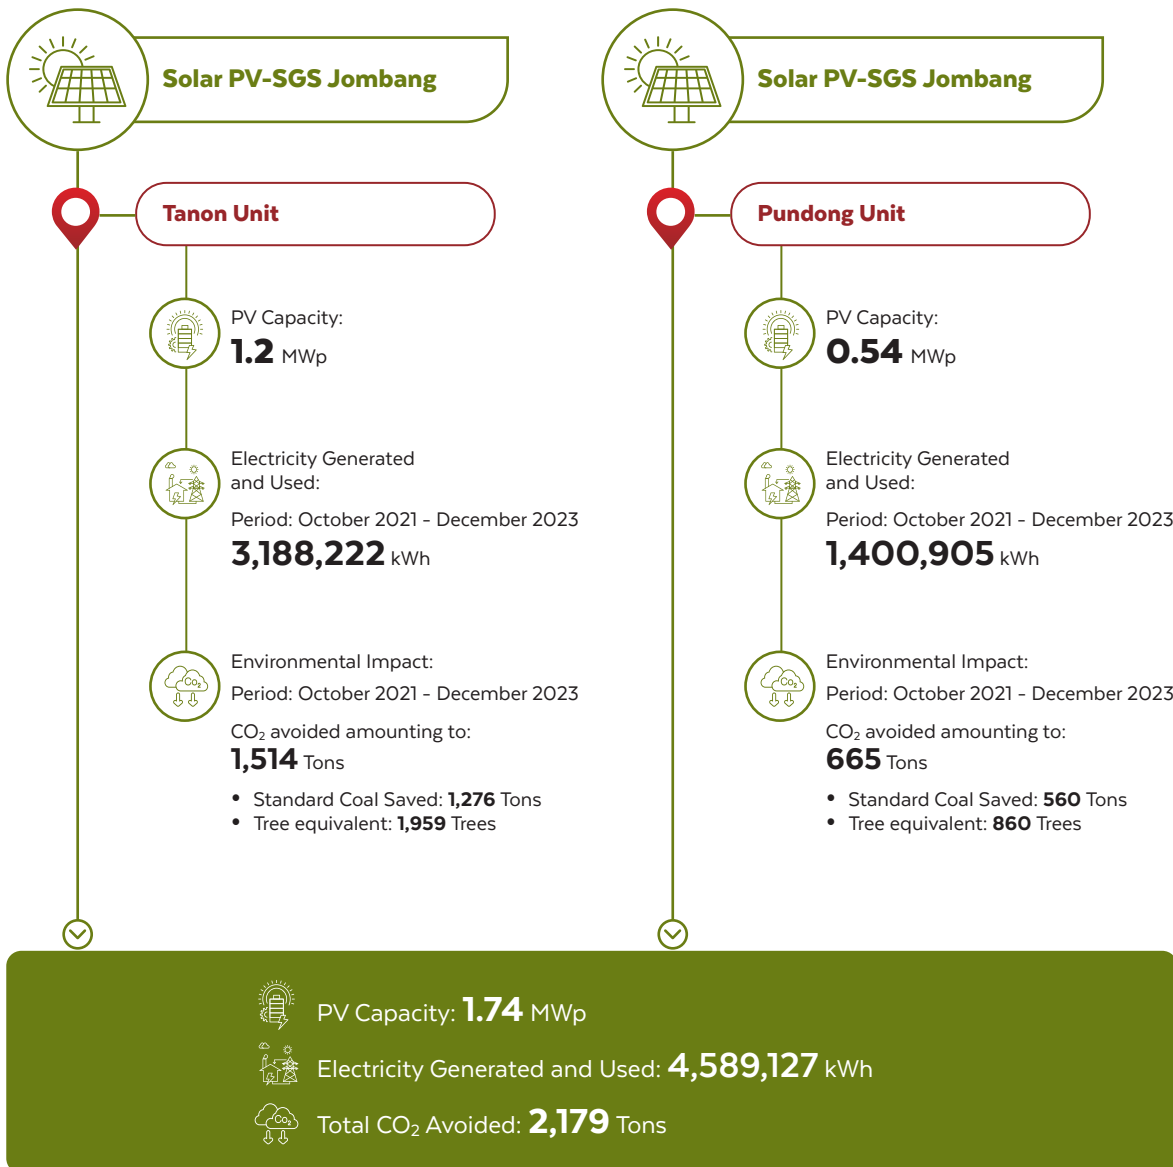 Solar PV-SGS Jombang
Tanon Unit
PV Capacity:
1.2 MWp
Electricity Generated
and Used:
Period: October 2021 - December 2023
3,188,222 kWh
CO₂
Environmental Impact:
Period: October 2021 - December 2023
CO₂ avoided amounting to:
1,514 Tons
• Standard Coal Saved: 1,276 Tons
• Tree equivalent: 1,959 Trees
Solar PV-SGS Jombang
Pundong Unit
PV Capacity:
0.54 MWp
Electricity Generated
and Used:
Period: October 2021 - December 2023
1,400,905 kWh
CO₂
Environmental Impact:
Period: October 2021 - December 2023
CO₂ avoided amounting to:
665 Tons
• Standard Coal Saved: 560 Tons
• Tree equivalent: 860 Trees
PV Capacity: 1.74 MWp
Electricity Generated and Used: 4,589,127 kWh
CO₂
Total CO₂ Avoided: 2,179 Tons